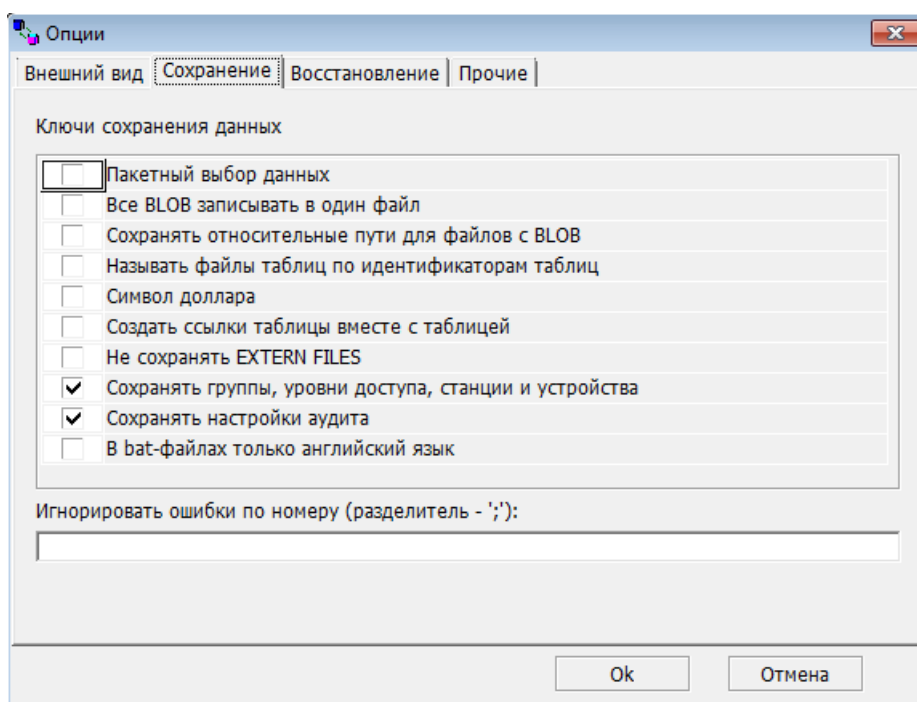 Опции
Внешний вид Сохранение Восстановление Прочие
Ключи сохранения данных
Пакетный выбор данных
Все BLOB записывать в один файл
Сохранять относительные пути для файлов с BLOB
Называть файлы таблиц по идентификаторам таблиц
Символ доллара
Создать ссылки таблицы вместе с таблицей
Не сохранять EXTERN FILES
Сохранять группы, уровни доступа, станции и устройства
Сохранять настройки аудита
В bat-файлах только английский язык
Игнорировать ошибки по номеру (разделитель - ';'):
Ok Отмена